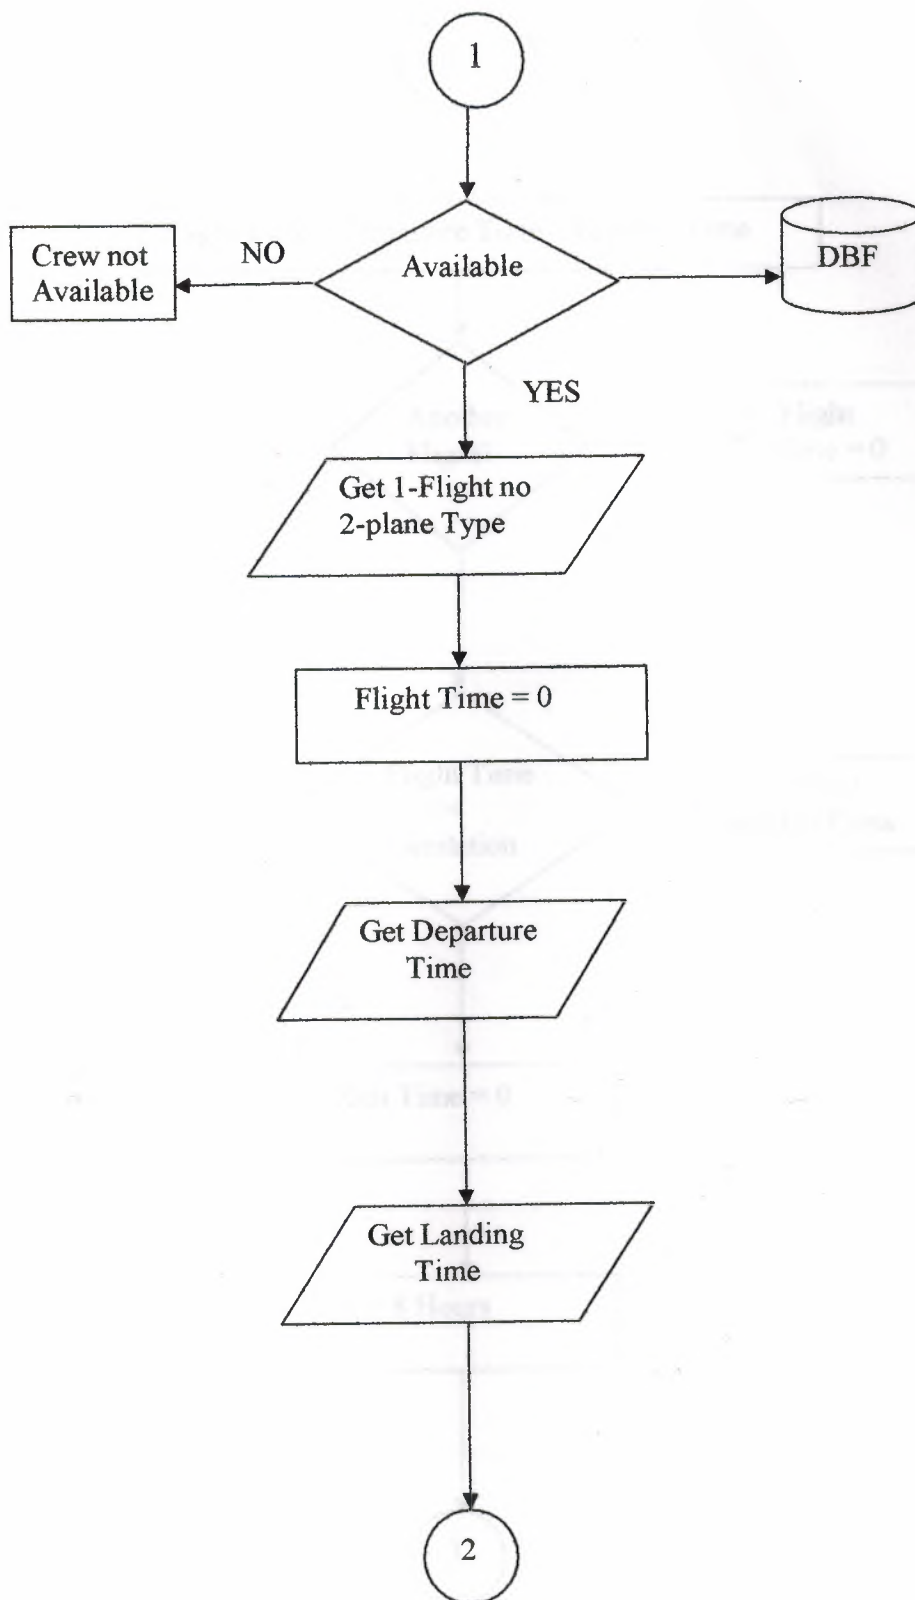 1
Available
NO
Crew not
Available
DBF
YES
Get 1-Flight no
2-plane Type
Flight Time = 0
Get Departure
Time
Get Landing
Time
2